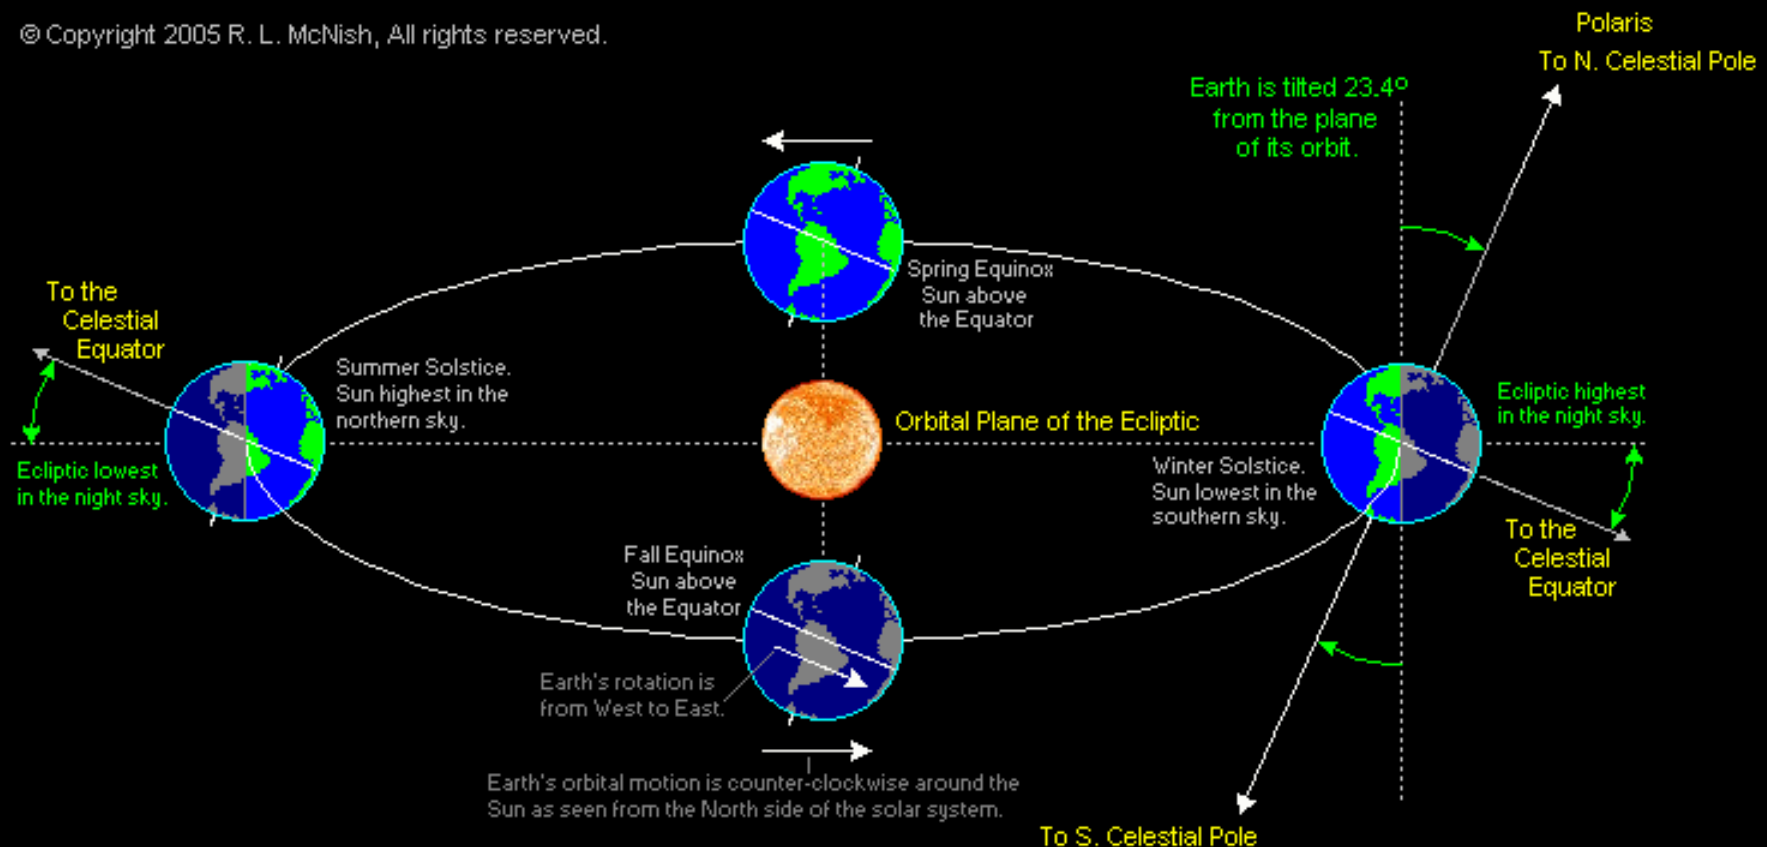 © Copyright 2005 R. L. McNish, All rights reserved.
Polaris
To N. Celestial Pole
Earth is tilted 23.4º
from the plane
of its orbit.
Spring Equinox
Sun above
the Equator
To the
Celestial
Equator
Summer Solstice.
Sun highest in the
northern sky.
Ecliptic lowest
in the night sky.
Orbital Plane of the Ecliptic
Ecliptic highest
in the night sky.
Winter Solstice.
Sun lowest in the
southern sky.
To the
Celestial
Equator
Fall Equinox
Sun above
the Equator
Earth's rotation is
from West to East.
Earth's orbital motion is counter-clockwise around the
Sun as seen from the North side of the solar system.
To S. Celestial Pole